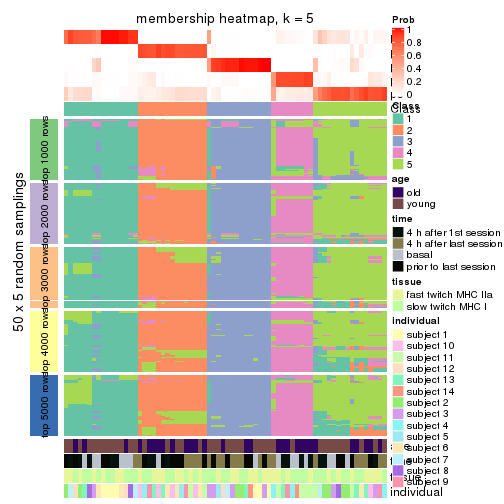 membership heatmap, k = 5
50 x 5 random samplings
top 1000 rows
top 2000 rows
top 3000 rows
top 4000 rows
top 5000 rows
Prob
1
0.8
0.6
0.4
0.2
0
Class
Class
1
2
3
4
5
age
old
young
time
4 h after 1st session
4 h after last session
basal
prior to last session
tissue
fast twitch MHC IIa
slow twitch MHC I
individual
subject 1
subject 10
subject 11
subject 12
subject 13
subject 14
subject 2
subject 3
subject 4
subject 5
subject 6
subject 7
subject 8
subject 9
tissue
individual